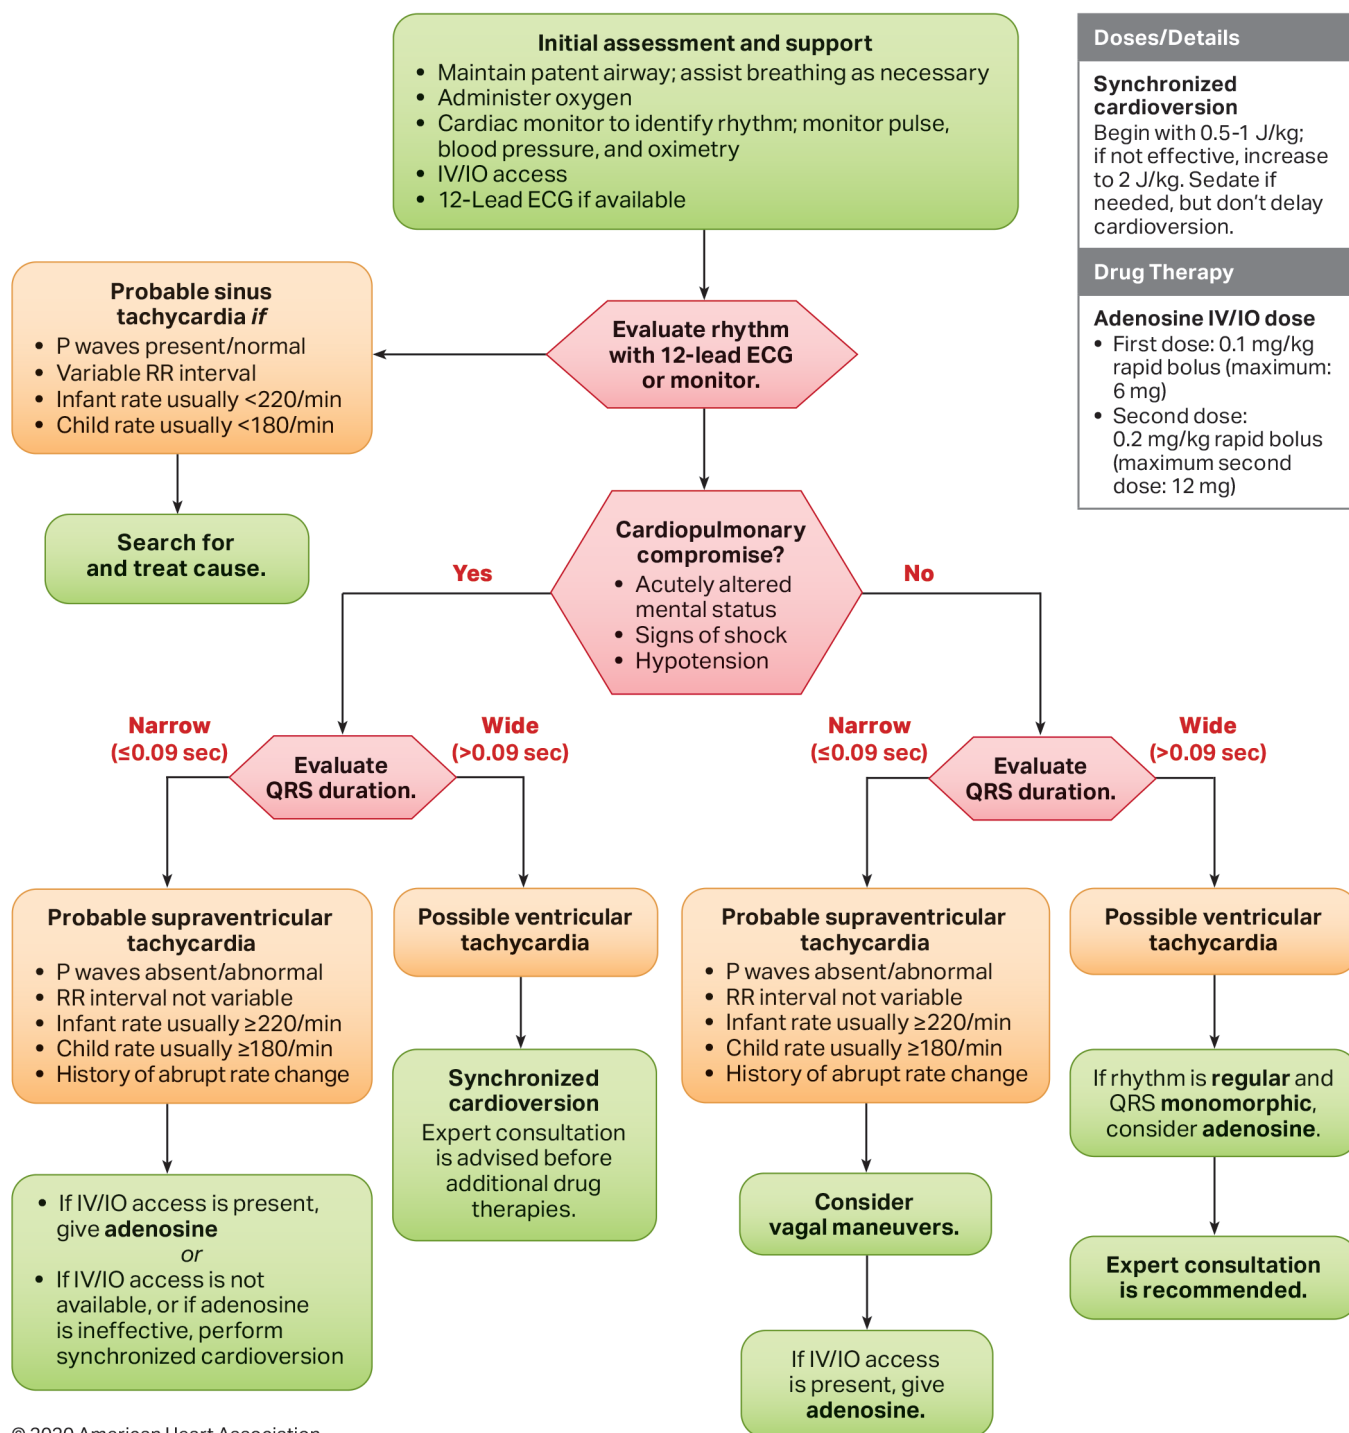 Initial assessment and support
• Maintain patent airway; assist breathing as necessary
• Administer oxygen
• Cardiac monitor to identify rhythm; monitor pulse,
blood pressure, and oximetry
• IV/IO access
• 12-Lead ECG if available
Doses/Details
Synchronized
cardioversion
Begin with 0.5-1 J/kg;
if not effective, increase
to 2 J/kg. Sedate if
needed, but don’t delay
cardioversion.
Drug Therapy
Adenosine IV/IO dose
• First dose: 0.1 mg/kg
rapid bolus (maximum:
6 mg)
• Second dose:
0.2 mg/kg rapid bolus
(maximum second
dose: 12 mg)
Probable sinus
tachycardia if
• P waves present/normal
• Variable RR interval
• Infant rate usually <220/min
• Child rate usually <180/min
Evaluate rhythm
with 12-lead ECG
or monitor.
Search for
and treat cause.
Cardiopulmonary
compromise?
• Acutely altered
mental status
• Signs of shock
• Hypotension
Yes
No
Narrow
(≤0.09 sec)
Evaluate
QRS duration.
Wide
(>0.09 sec)
Narrow
(≤0.09 sec)
Evaluate
QRS duration.
Wide
(>0.09 sec)
Probable supraventricular
tachycardia
• P waves absent/abnormal
• RR interval not variable
• Infant rate usually ≥220/min
• Child rate usually ≥180/min
• History of abrupt rate change
Possible ventricular
tachycardia
Probable supraventricular
tachycardia
• P waves absent/abnormal
• RR interval not variable
• Infant rate usually ≥220/min
• Child rate usually ≥180/min
• History of abrupt rate change
Possible ventricular
tachycardia
• If IV/IO access is present,
give adenosine
or
• If IV/IO access is not
available, or if adenosine
is ineffective, perform
synchronized cardioversion
Synchronized
cardioversion
Expert consultation
is advised before
additional drug
therapies.
Consider
vagal maneuvers.
If IV/IO access
is present, give
adenosine.
If rhythm is regular and
QRS monomorphic,
consider adenosine.
Expert consultation
is recommended.
© 2020 American Heart Association